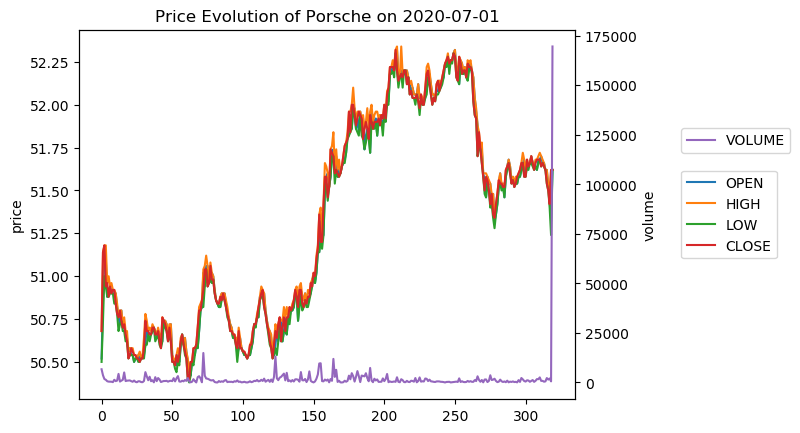 Price Evolution of Porsche on 2020-07-01
price
52.25
52.00
51.75
51.50
51.25
51.00
50.75
50.50
0
50
100
150
200
250
300
175000
150000
125000
100000
75000
50000
25000
0
volume
VOLUME
OPEN
HIGH
LOW
CLOSE